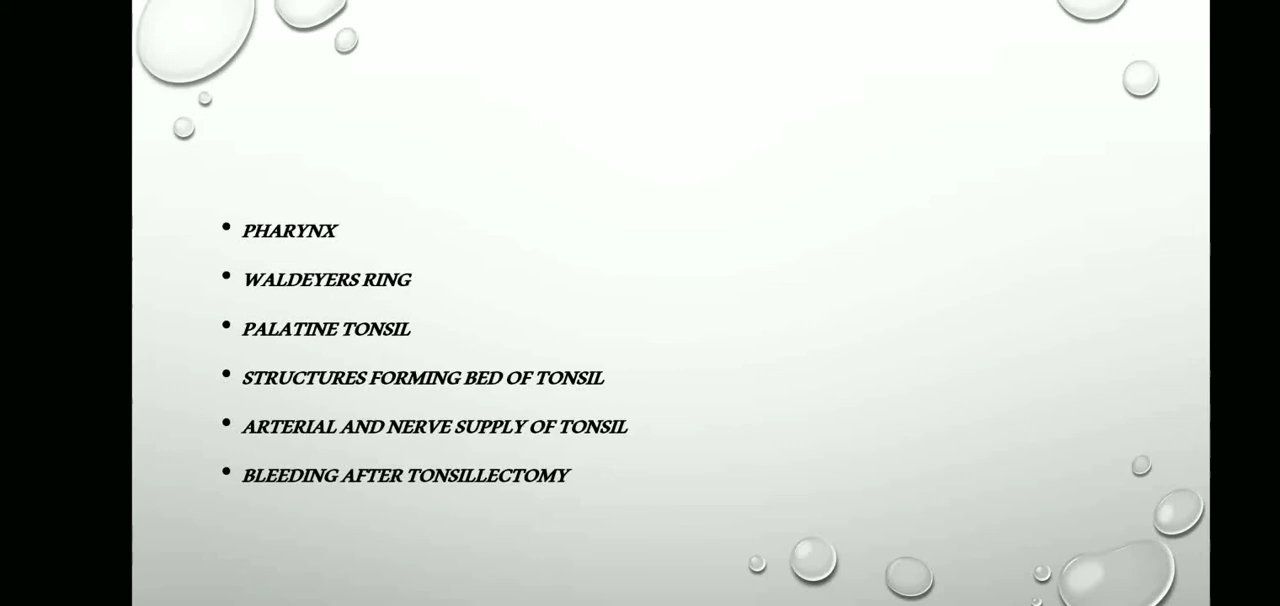 • PHARYNX
• WALDEYERS RING
• PALATINE TONSIL
• STRUCTURES FORMING BED OF TONSIL
• ARTERIAL AND NERVE SUPPLY OF TONSIL
• BLEEDING AFTER TONSILLECTOMY